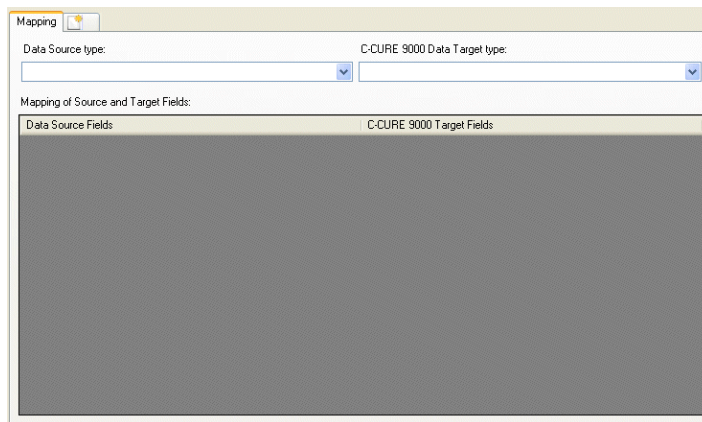 Mapping
Data Source type: C-CURE 9000 Data Target type:
Mapping of Source and Target Fields:
Data Source Fields C-CURE 9000 Target Fields